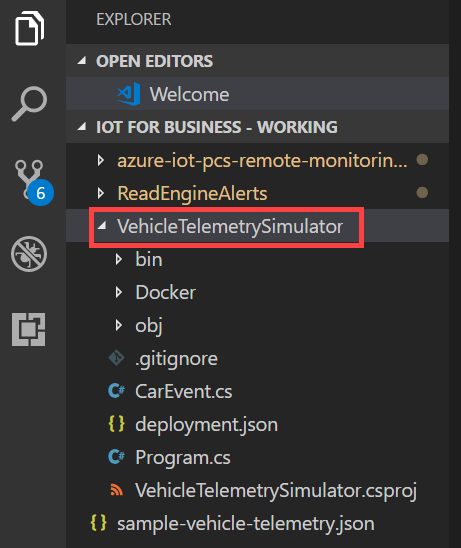 EXPLORER
OPEN EDITORS
Welcome
IOT FOR BUSINESS - WORKING
azure-iot-pcs-remote-monitorin...
ReadEngineAlerts
VehicleTelemetrySimulator
bin
Docker
obj
.gitignore
C# CarEvent.cs
{ } deployment.json
C# Program.cs
VehicleTelemetrySimulator.csproj
{ } sample-vehicle-telemetry.json
6